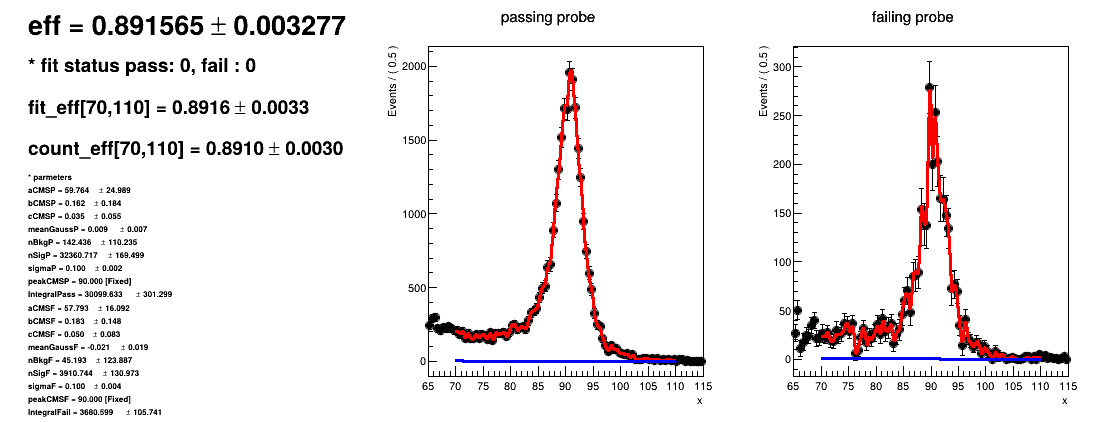 eff = 0.891565 ± 0.003277
* fit status pass: 0, fail : 0
fit_eff[70,110] = 0.8916 ± 0.0033
count_eff[70,110] = 0.8910 ± 0.0030
* parmeters
aCMSP = 59.764 ± 24.989
bCMSP = 0.162 ± 0.184
cCMSP = 0.035 ± 0.055
meanGaussP = 0.009 ± 0.007
nBkgP = 142.436 ± 110.235
nSigP = 32360.717 ± 169.499
sigmaP = 0.100 ± 0.002
peakCMSP = 90.000 [Fixed]
IntegralPass = 30099.633 ± 301.299
aCMSF = 57.793 ± 16.092
bCMSF = 0.183 ± 0.148
cCMSF = 0.050 ± 0.083
meanGaussF = -0.021 ± 0.019
nBkgF = 45.193 ± 123.887
nSigF = 3910.744 ± 130.973
sigmaF = 0.100 ± 0.004
peakCMSF = 90.000 [Fixed]
IntegralFail = 3680.599 ± 105.741
passing probe
Events / ( 0.5 )
2000
1500
1000
500
0
65 70 75 80 85 90 95 100 105 110 115
x
failing probe
Events / ( 0.5 )
300
250
200
150
100
50
0
65 70 75 80 85 90 95 100 105 110 115
x